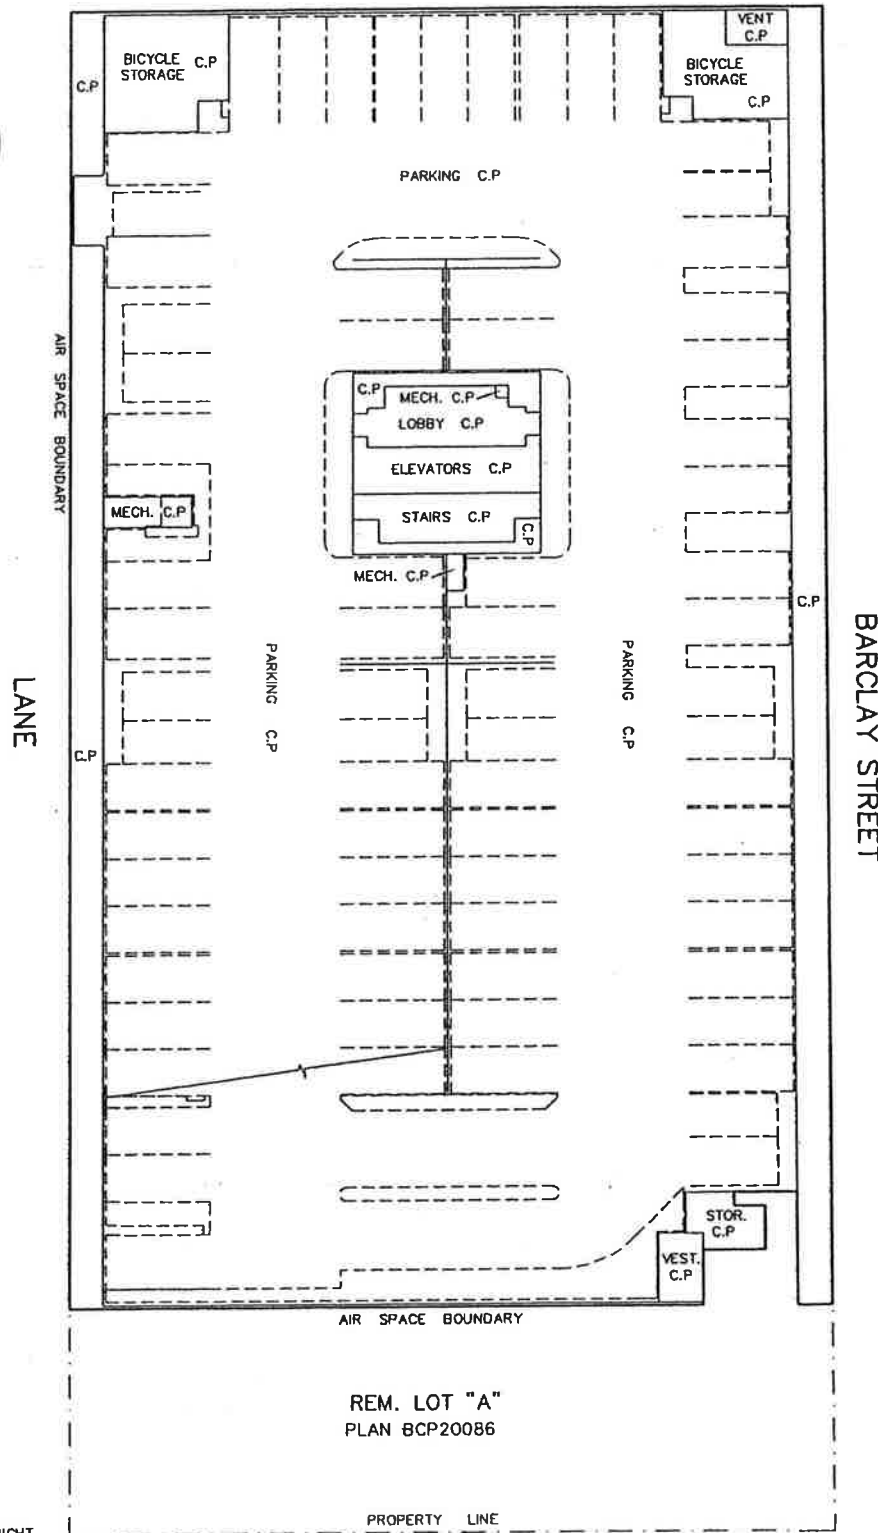 VENT
C.P
BICYCLE C.P
STORAGE
BICYCLE
STORAGE
C.P
C.P
PARKING C.P
AIR SPACE BOUNDARY
C.P
MECH. C.P
LOBBY C.P
ELEVATORS C.P
MECH. C.P
STAIRS C.P
C.P
MECH. C.P
C.P
BARCLAY STREET
PARKING C.P
PARKING C.P
LANE
C.P
STOR.
C.P
VEST.
C.P
AIR SPACE BOUNDARY
REM. LOT "A"
PLAN BCP20086
PROPERTY LINE